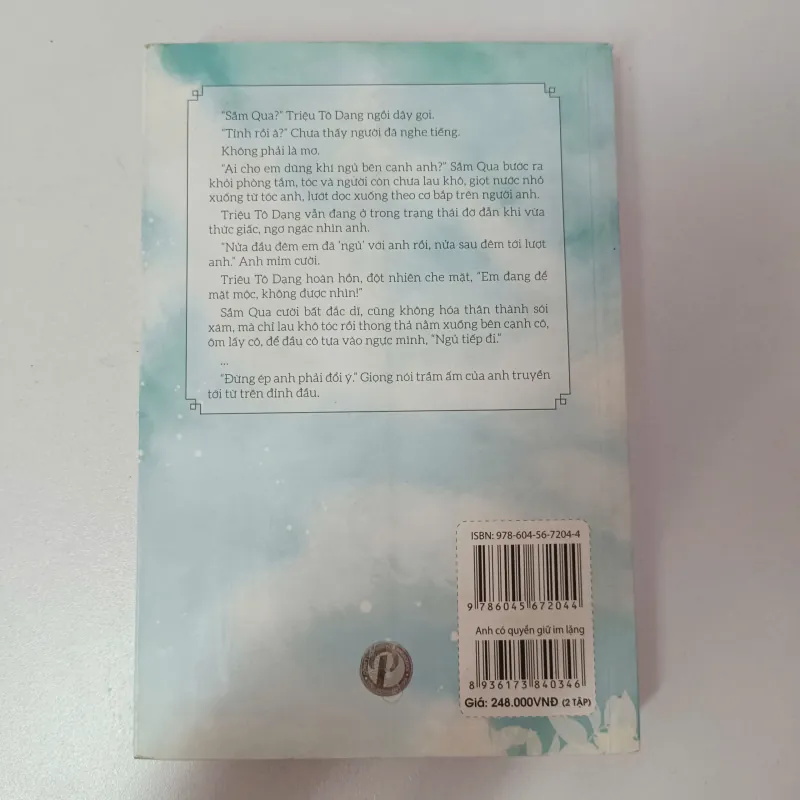 “Sầm Qua?” Triệu Tô Dạng ngồi dậy gọi.
“Tỉnh rồi à?” Chưa thấy người đã nghe tiếng.
Không phải là mơ.
“Ai cho em dũng khí ngủ bên cạnh anh?” Sầm Qua bước ra
khỏi phòng tắm, tóc và người còn chưa lau khô, giọt nước nhỏ
xuống từ tóc anh, lướt dọc xuống theo cơ bắp trên người anh.
Triệu Tô Dạng vẫn đang ở trong trạng thái đờ đẫn khi vừa
thức giấc, ngơ ngác nhìn anh.
“Nửa đầu đêm em đã ‘ngủ’ với anh rồi, nửa sau đêm tới lượt
anh.” Anh mỉm cười.
Triệu Tô Dạng hoàn hồn, đột nhiên che mặt, “Em đang để
mặt mộc, không được nhìn!”
Sầm Qua cười bất đắc dĩ, cũng không hóa thân thành sói
xám, mà chỉ lau khô tóc rồi thong thả nằm xuống bên cạnh cô,
ôm lấy cô, để đầu cô tựa vào ngực mình, “Ngủ tiếp đi.”
...
“Đừng ép anh phải đổi ý.” Giọng nói trầm ấm của anh truyền
tới từ trên đỉnh đầu.
ISBN: 978-604-56-7204-4
9 786045 672044
Anh có quyền giữ im lặng
8 936173 840346
Giá: 248.000VNĐ (2 TẬP)